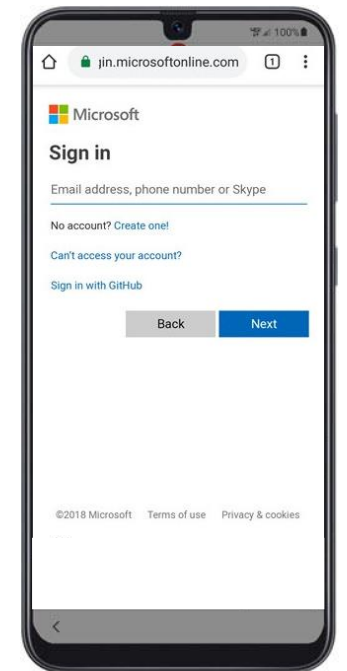 100%
jin.microsoftonline.com 1
Microsoft
Sign in
Email address, phone number or Skype
No account? Create one!
Can't access your account?
Sign in with GitHub
Back Next
©2018 Microsoft Terms of use Privacy & cookies